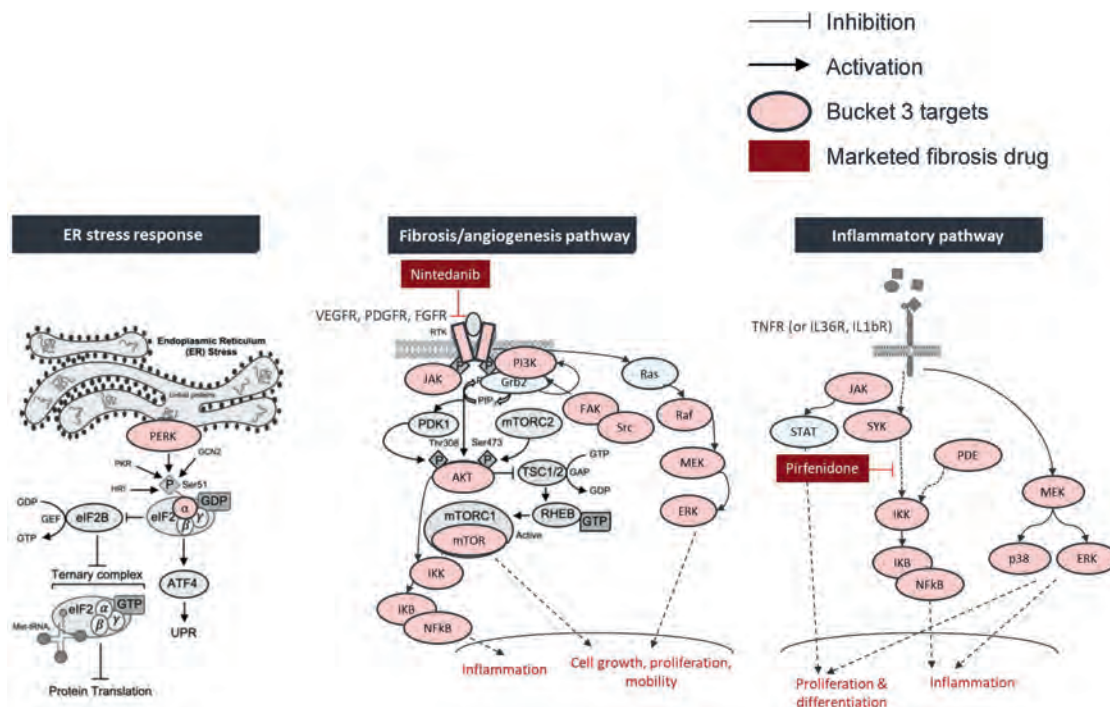 Inhibition
Activation
Bucket 3 targets
Marketed fibrosis drug
ER stress response
Endoplasmic Reticulum
(ER) Stress
proteins
PERK
PKR
GCN2
HRI
P
Ser51
GDP
GEF
GTP
eIF2B
eIF2
α
β
γ
GDP
Ternary complex
ATF4
UPR
eIF2
α
β
γ
GTP
Met-tRNAi
Protein Translation
Fibrosis/angiogenesis pathway
Nintedanib
VEGFR, PDGFR, FGFR
RTK
P
P
JAK
PI3K
Grb2
Ras
PIP
PDK1
mTORC2
FAK
Src
Raf
Thr308
Ser473
P
P
AKT
TSC1/2
GTP
GAP
GDP
MEK
mTORC1
mTOR
Active
RHEB
GTP
ERK
IKK
IKB
NFkB
Inflammation
Cell growth, proliferation,
mobility
Inflammatory pathway
TNFR (or IL36R, IL1bR)
JAK
STAT
SYK
Pirfenidone
PDE
MEK
IKK
IKB
NFkB
p38
ERK
Proliferation &
differentiation
Inflammation